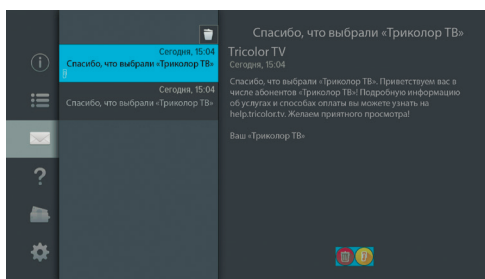 Спасибо, что выбрали «Триколор ТВ»
Сегодня, 15:04
Спасибо, что выбрали «Триколор ТВ»
Сегодня, 15:04
Спасибо, что выбрали «Триколор ТВ»
Tricolor TV
Сегодня, 15:04
Спасибо, что выбрали «Триколор ТВ». Приветствуем вас в
числе абонентов «Триколор ТВ»! Подробную информацию
об услугах и способах оплаты вы можете узнать на
help.tricolor.tv. Желаем приятного просмотра!
Ваш «Триколор ТВ»